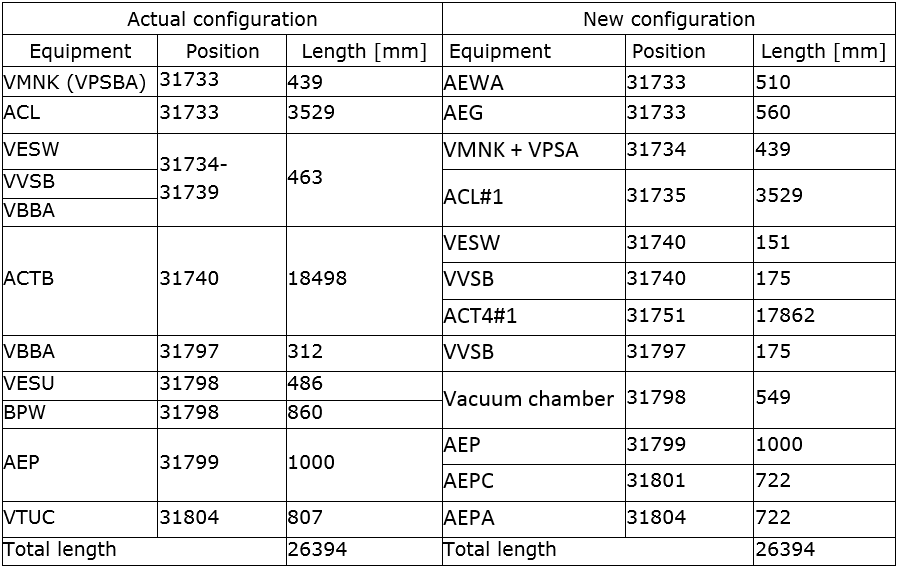 Actual configuration New configuration
Equipment Position Length [mm] Equipment Position Length [mm]
VMNK (VPSBA) 31733 439 AEWA 31733 510
ACL 31733 3529 AEG 31733 560
VESW 31734-31739 463 VMNK + VPSA 31734 439
VVSB ACL#1 31735 3529
VBBA
ACTB 31740 18498 VESW 31740 151
VVSB 31740 175
ACT4#1 31751 17862
VBBA 31797 312 VVSB 31797 175
VESU 31798 486 Vacuum chamber 31798 549
BPW 31798 860
AEP 31799 1000 AEP 31799 1000
AEPC 31801 722
VTUC 31804 807 AEPA 31804 722
Total length 26394 Total length 26394